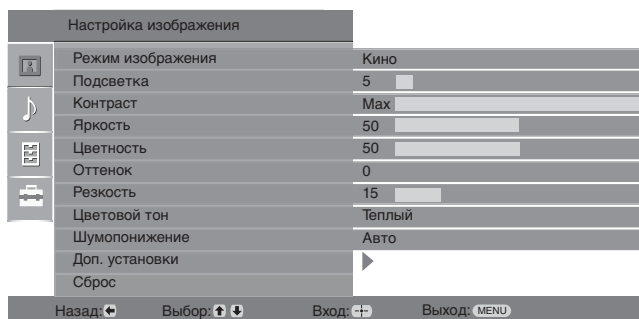 Настройка изображения
Режим изображения Кино
Подсветка 5
Контраст Max
Яркость 50
Цветность 50
Оттенок 0
Резкость 15
Цветовой тон Теплый
Шумопонижение Авто
Доп. установки
Сброс
Назад: Выбор: Вход: Выход: MENU